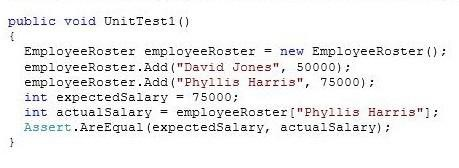 public void UnitTest1()
{
EmployeeRoster employeeRoster = new EmployeeRoster();
employeeRoster.Add("David Jones", 50000);
employeeRoster.Add("Phyllis Harris", 75000);
int expectedSalary = 75000;
int actualSalary = employeeRoster["Phyllis Harris"];
Assert.AreEqual(expectedSalary, actualSalary);
}